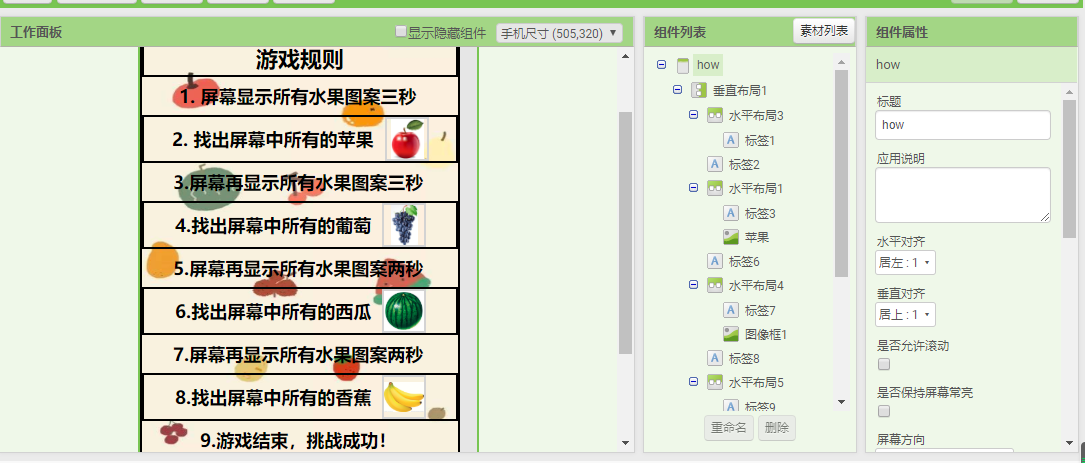 工作面板
显示隐藏组件
手机尺寸 (505,320)
游戏规则
1. 屏幕显示所有水果图案三秒
2. 找出屏幕中所有的苹果
3.屏幕再显示所有水果图案三秒
4.找出屏幕中所有的葡萄
5.屏幕再显示所有水果图案两秒
6.找出屏幕中所有的西瓜
7.屏幕再显示所有水果图案两秒
8.找出屏幕中所有的香蕉
9.游戏结束，挑战成功！
组件列表
素材列表
how
垂直布局1
水平布局3
A 标签1
A 标签2
水平布局1
A 标签3
苹果
A 标签6
水平布局4
A 标签7
图像框1
A 标签8
水平布局5
A 标签9
重命名
删除
组件属性
how
标题
how
应用说明
水平对齐
居左 : 1
垂直对齐
居上 : 1
是否允许滚动
是否保持屏幕常亮
屏幕方向